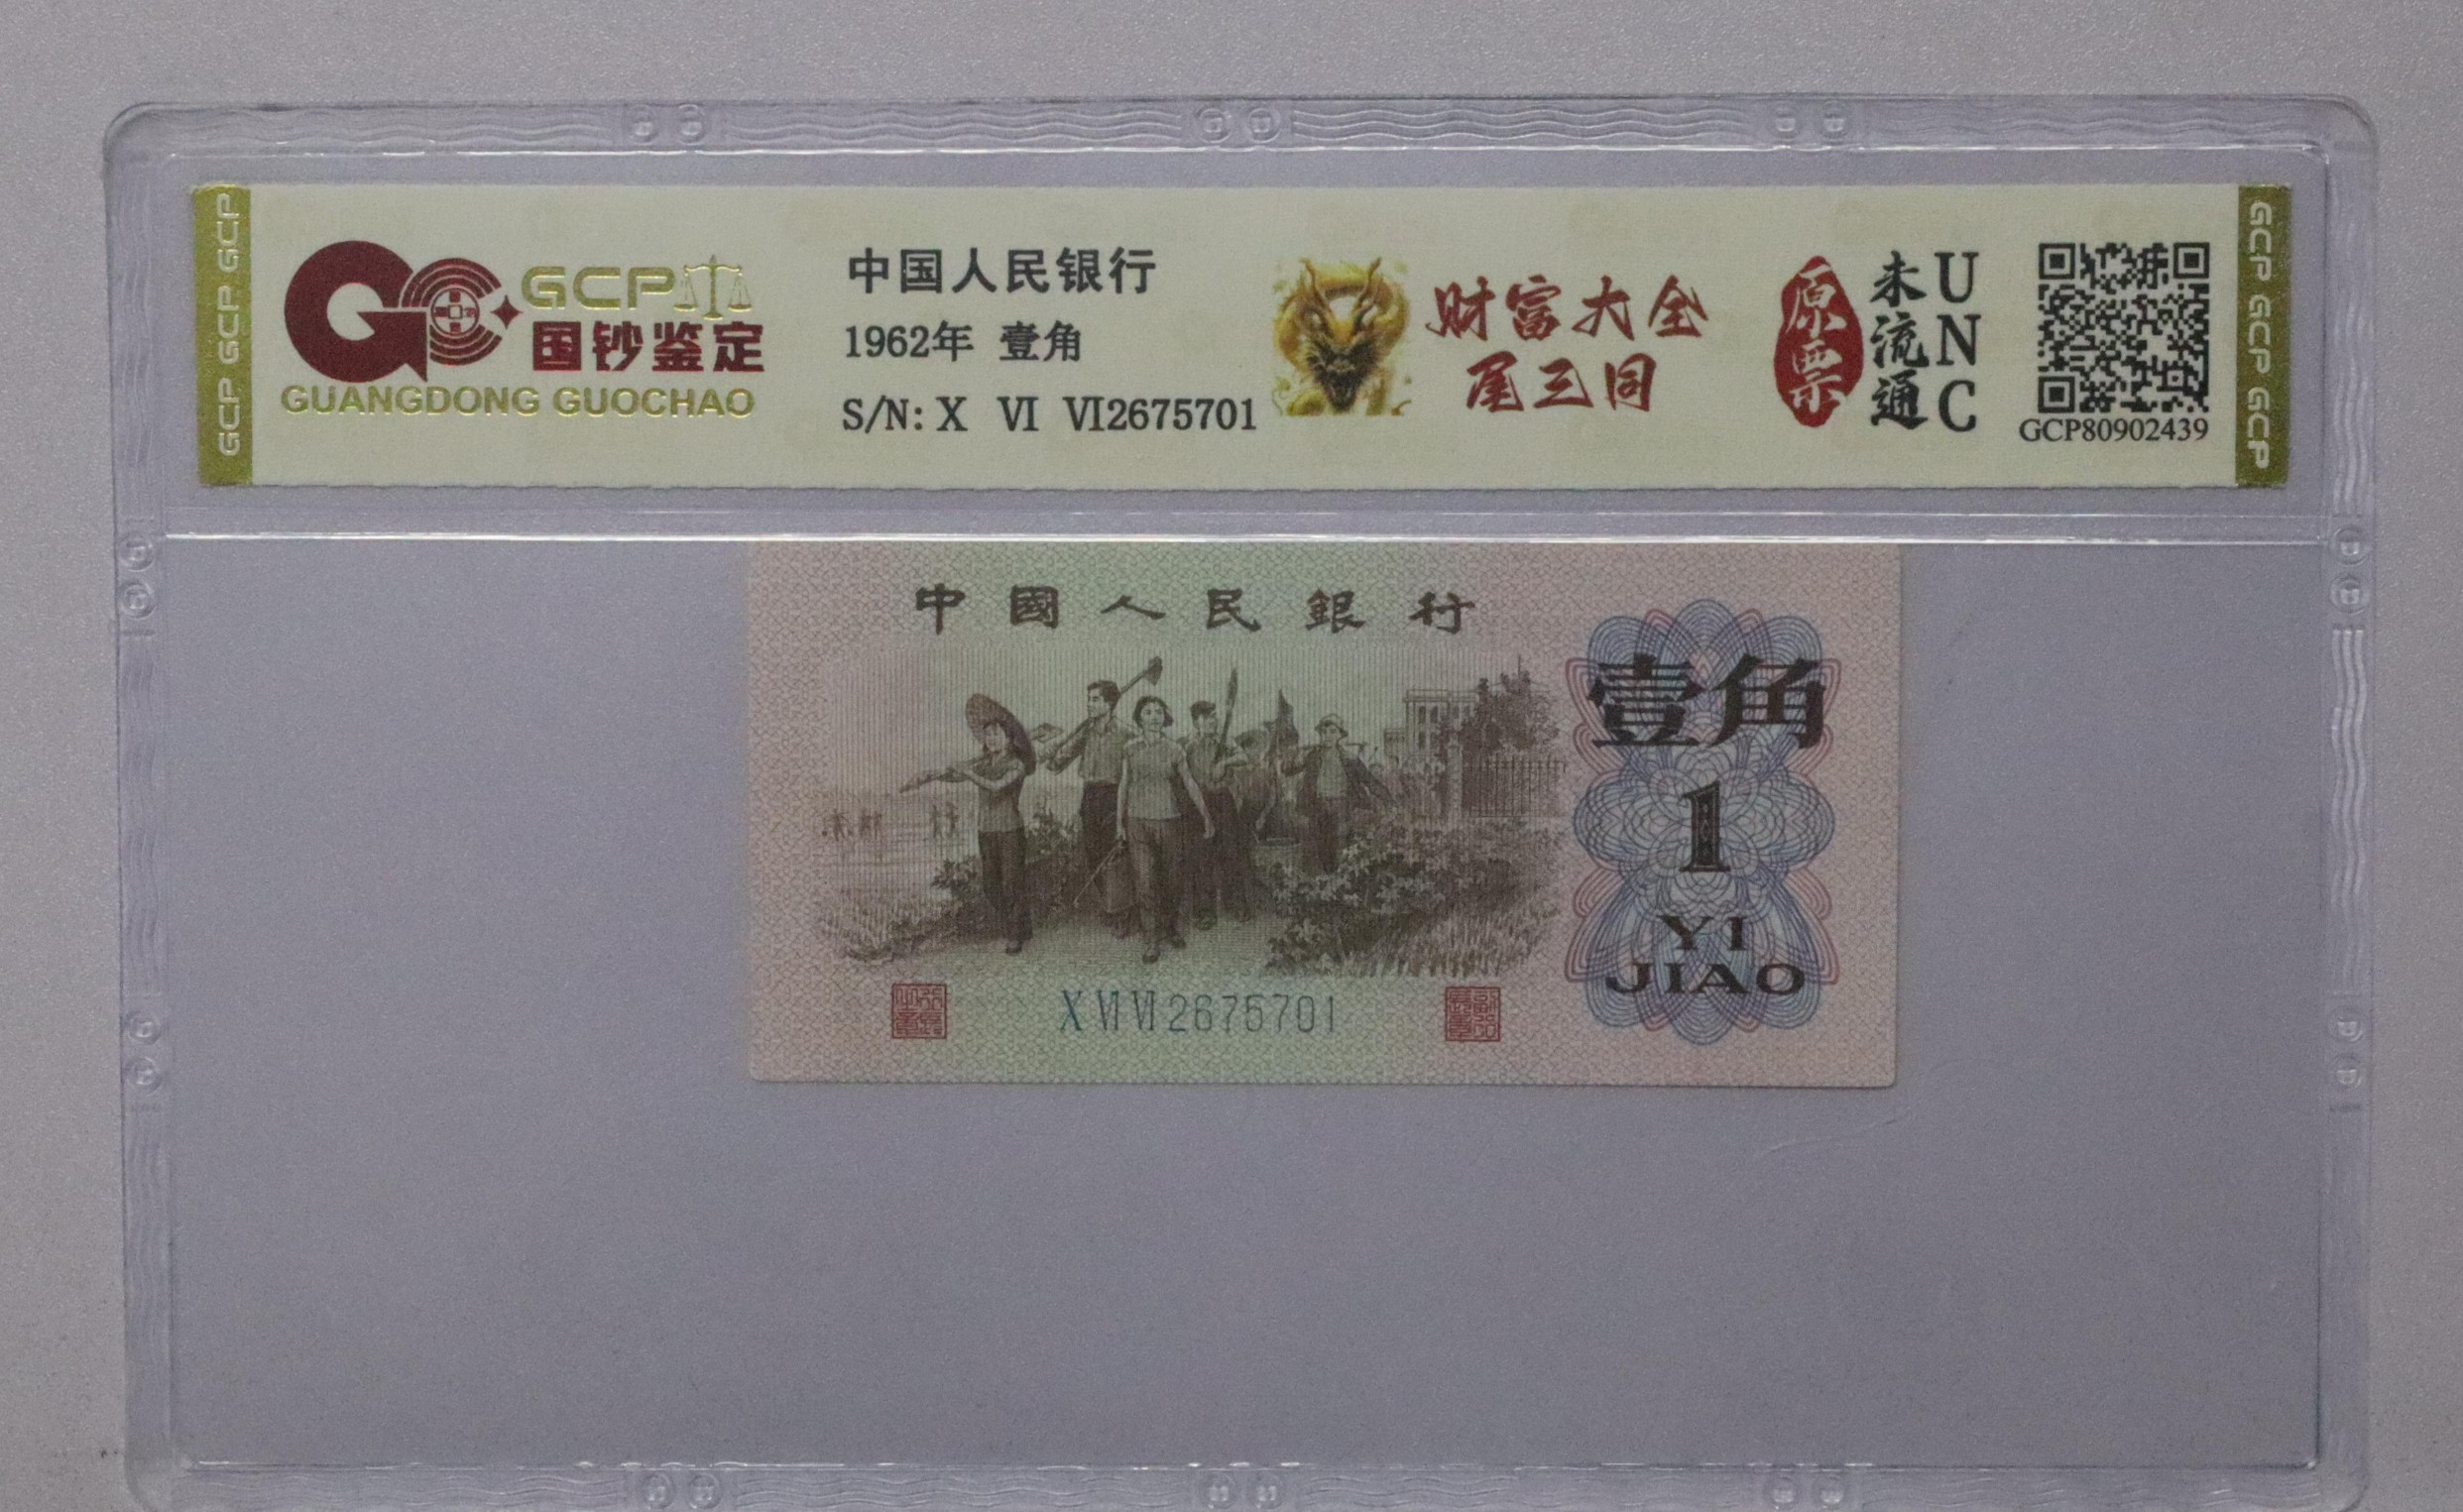 GCP GCP GCP
GCP
国钞鉴定
GUANGDONG GUOCHAO
中国人民银行
1962年 壹角
S/N: X VI VI2675701
财富大全
尾三同
原票
未流通
UNC
GCP80902439
GCP GCP GCP
中國人民銀行
壹角
1
YI
JIAO
X VI VI 2675701